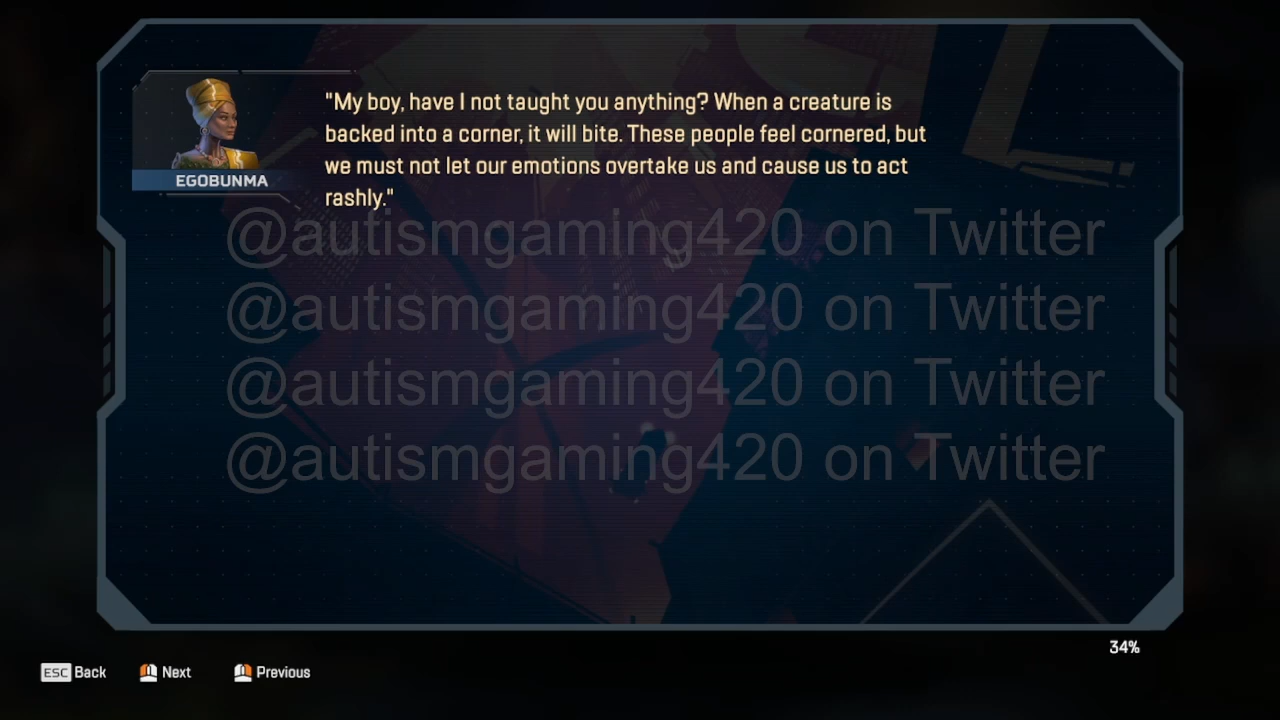 "My boy, have I not taught you anything? When a creature is
backed into a corner, it will bite. These people feel cornered, but
we must not let our emotions overtake us and cause us to act
rashly."
EGOBUNMA
@autismgaming420 on Twitter
@autismgaming420 on Twitter
@autismgaming420 on Twitter
@autismgaming420 on Twitter
34%
ESC Back Next Previous